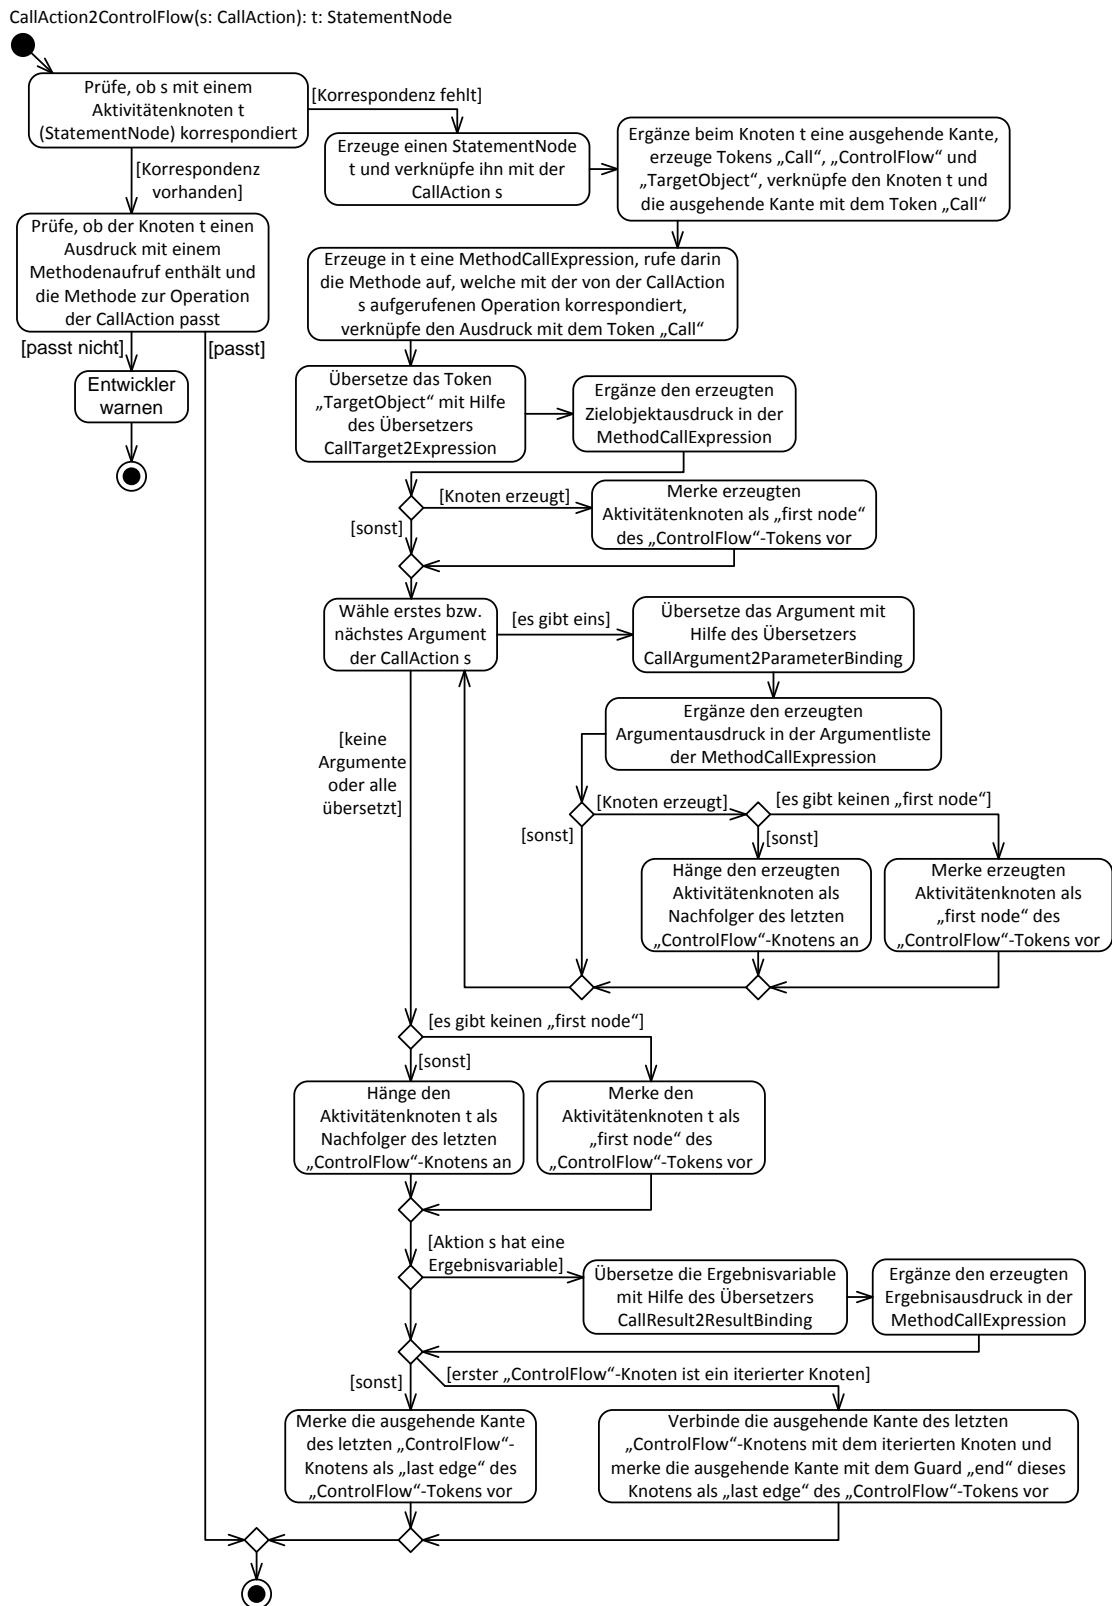 CallAction2ControlFlow(s: CallAction): t: StatementNode
Prüfe, ob s mit einem
Aktivitätenknoten t
(StatementNode) korrespondiert
[Korrespondenz fehlt]
Erzeuge einen StatementNode
t und verknüpfe ihn mit der
CallAction s
Ergänze beim Knoten t eine ausgehende Kante,
erzeuge Tokens „Call“, „ControlFlow“ und
„TargetObject“, verknüpfe den Knoten t und
die ausgehende Kante mit dem Token „Call“
[Korrespondenz
vorhanden]
Prüfe, ob der Knoten t einen
Ausdruck mit einem
Methodenaufruf enthält und
die Methode zur Operation
der CallAction passt
[passt nicht]
[passt]
Entwickler
warnen
Erzeuge in t eine MethodCallExpression, rufe darin
die Methode auf, welche mit der von der CallAction
s aufgerufenen Operation korrespondiert,
verknüpfe den Ausdruck mit dem Token „Call“
Übersetze das Token
„TargetObject“ mit Hilfe
des Übersetzers
CallTarget2Expression
Ergänze den erzeugten
Zielobjektausdruck in der
MethodCallExpression
[Knoten erzeugt]
[sonst]
Merke erzeugten
Aktivitätenknoten als „first node“
des „ControlFlow“-Tokens vor
Wähle erstes bzw.
nächstes Argument
der CallAction s
[es gibt eins]
Übersetze das Argument mit
Hilfe des Übersetzers
CallArgument2ParameterBinding
Ergänze den erzeugten
Argumentausdruck in der Argumentliste
der MethodCallExpression
[keine
Argumente
oder alle
übersetzt]
[Knoten erzeugt]
[es gibt keinen „first node“]
[sonst]
[sonst]
Hänge den erzeugten
Aktivitätenknoten als
Nachfolger des letzten
„ControlFlow“-Knotens an
Merke erzeugten
Aktivitätenknoten als
„first node“ des
„ControlFlow“-Tokens vor
[es gibt keinen „first node“]
[sonst]
Hänge den
Aktivitätenknoten t als
Nachfolger des letzten
„ControlFlow“-Knotens an
Merke den
Aktivitätenknoten t als
„first node“ des
„ControlFlow“-Tokens vor
[Aktion s hat eine
Ergebnisvariable]
Übersetze die Ergebnisvariable
mit Hilfe des Übersetzers
CallResult2ResultBinding
Ergänze den erzeugten
Ergebnisausdruck in der
MethodCallExpression
[erster „ControlFlow“-Knoten ist ein iterierter Knoten]
[sonst]
Merke die ausgehende Kante
des letzten „ControlFlow“-
Knotens als „last edge“ des
„ControlFlow“-Tokens vor
Verbinde die ausgehende Kante des letzten
„ControlFlow“-Knotens mit dem iterierten Knoten und
merke die ausgehende Kante mit dem Guard „end“ dieses
Knotens als „last edge“ des „ControlFlow“-Tokens vor